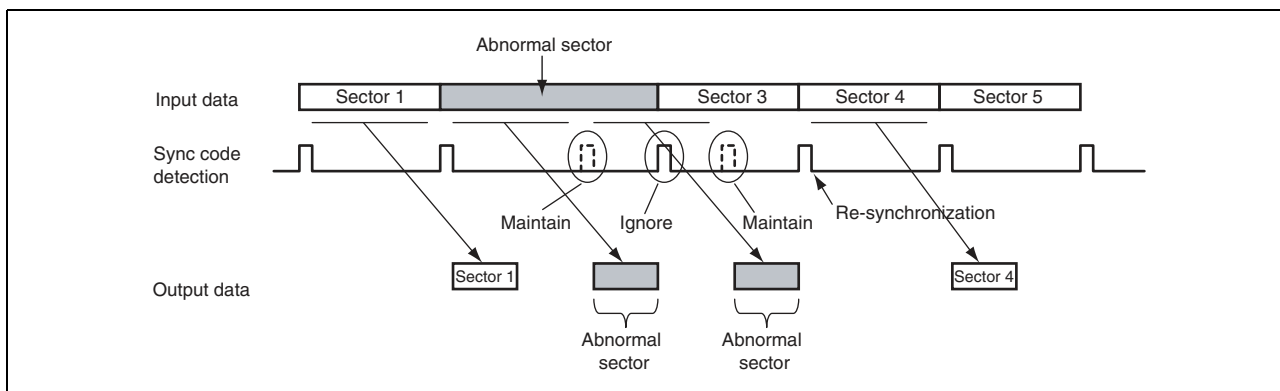 Abnormal sector
Input data
Sector 1
Sector 3
Sector 4
Sector 5
Sync code
detection
Maintain
Ignore
Maintain
Re-synchronization
Output data
Sector 1
Sector 4
Abnormal
sector
Abnormal
sector